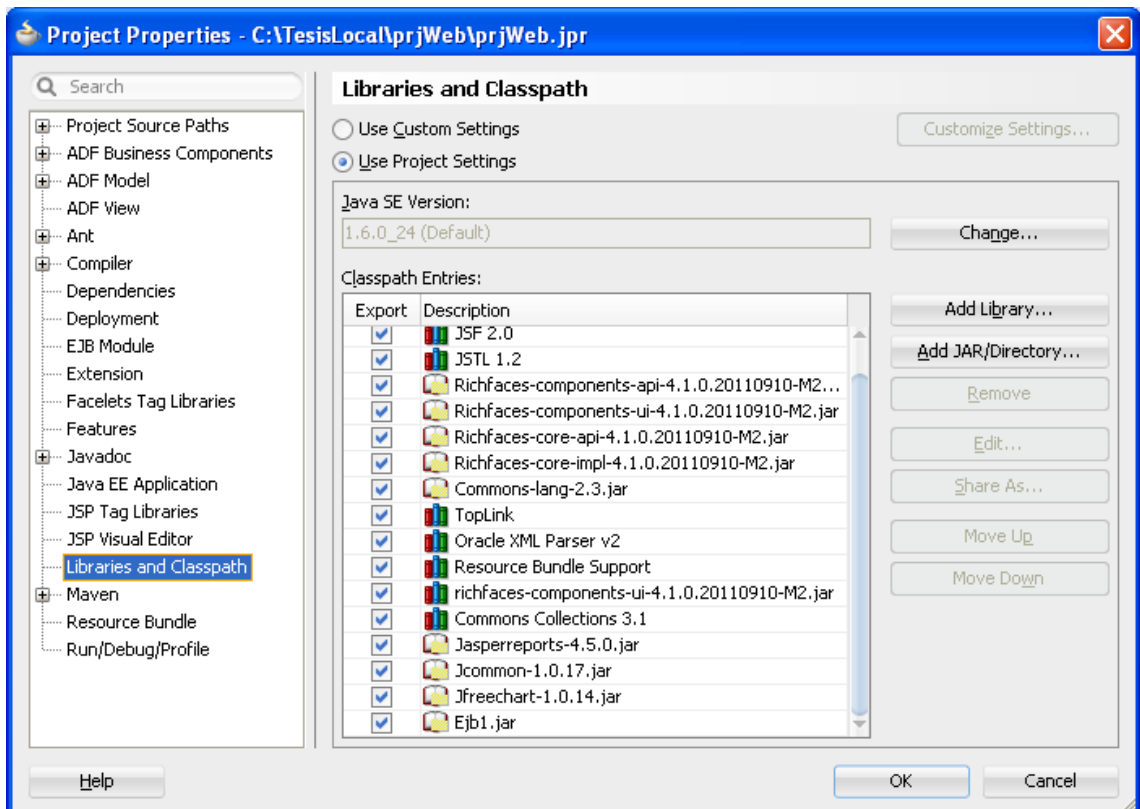 Project Properties - C:\TesisLocal\prjWeb\prjWeb.jpr
Search
Project Source Paths
ADF Business Components
ADF Model
ADF View
Ant
Compiler
Dependencies
Deployment
EJB Module
Extension
Facelets Tag Libraries
Features
Javadoc
Java EE Application
JSP Tag Libraries
JSP Visual Editor
Libraries and Classpath
Maven
Resource Bundle
Run/Debug/Profile
Libraries and Classpath
Use Custom Settings
Customize Settings...
Use Project Settings
Java SE Version:
1.6.0_24 (Default)
Change...
Classpath Entries:
Export Description
JSF 2.0
JSTL 1.2
Richfaces-components-api-4.1.0.20110910-M2...
Richfaces-components-ui-4.1.0.20110910-M2.jar
Richfaces-core-api-4.1.0.20110910-M2.jar
Richfaces-core-impl-4.1.0.20110910-M2.jar
Commons-lang-2.3.jar
TopLink
Oracle XML Parser v2
Resource Bundle Support
richfaces-components-ui-4.1.0.20110910-M2.jar
Commons Collections 3.1
Jasperreports-4.5.0.jar
Jcommon-1.0.17.jar
Jfreechart-1.0.14.jar
Ejb1.jar
Add Library...
Add JAR/Directory...
Remove
Edit...
Share As...
Move Up
Move Down
Help
OK
Cancel